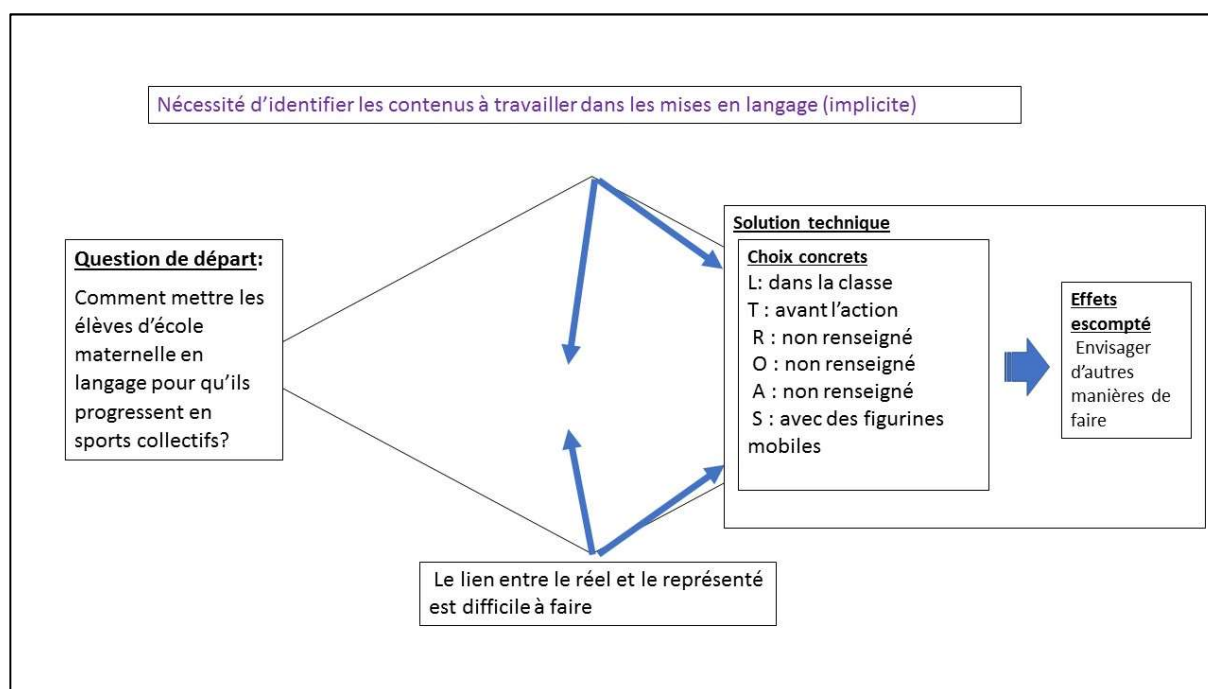 Nécessité d’identifier les contenus à travailler dans les mises en langage (implicite)
Question de départ:
Comment mettre les
élèves d’école
maternelle en
langage pour qu’ils
progressent en
sports collectifs?
Solution technique
Choix concrets
L: dans la classe
T : avant l’action
R : non renseigné
O : non renseigné
A : non renseigné
S : avec des figurines
mobiles
Effets
escompté
Envisager
d’autres
manières de
faire
Le lien entre le réel et le représenté
est difficile à faire